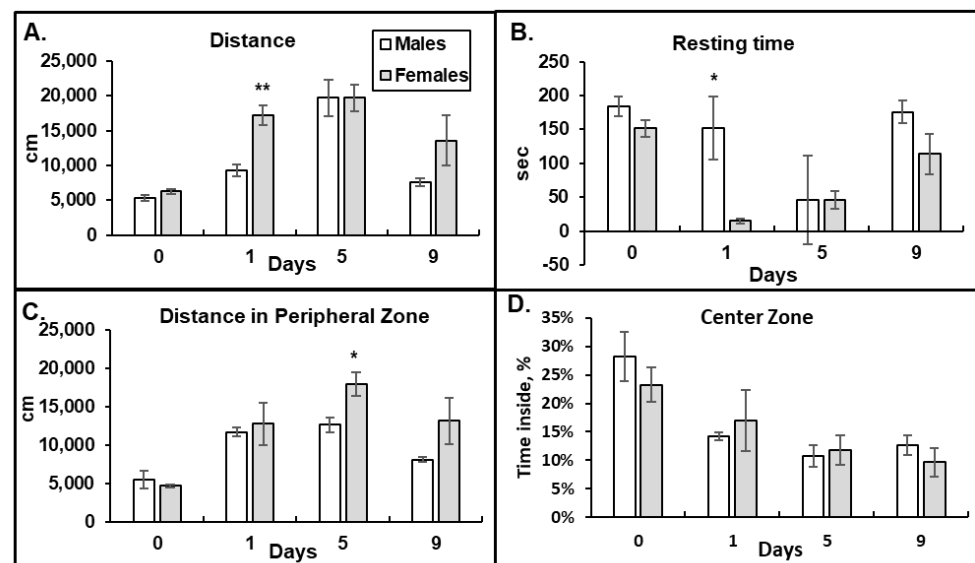 A.
Distance
Males
Females
25,000
20,000
15,000
10,000
5,000
0
cm
**
0 1 5 9
Days
B.
Resting time
250
200
150
100
50
0
-50
sec
*
0 1 5 9
Days
C.
Distance in Peripheral Zone
25,000
20,000
15,000
10,000
5,000
0
cm
*
0 1 5 9
Days
D.
Center Zone
35%
30%
25%
20%
15%
10%
5%
0%
Time inside, %
0 1 5 9
Days